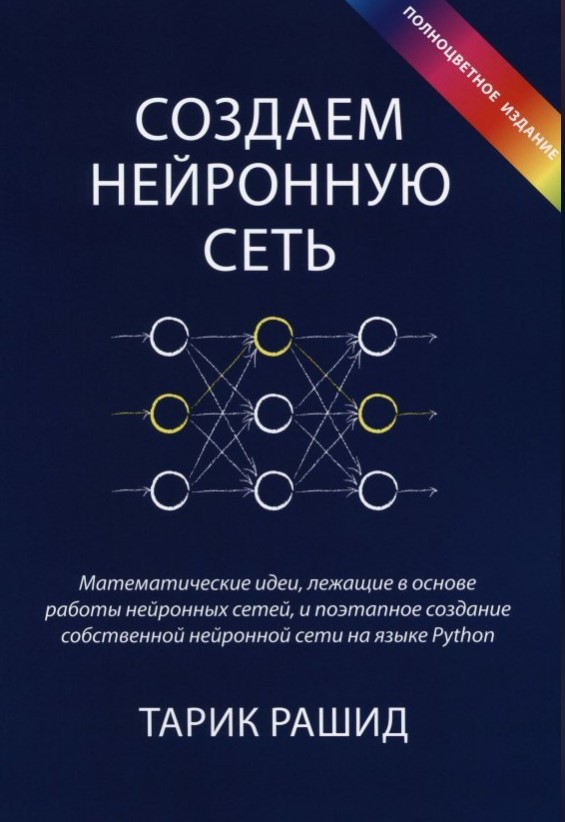 ПОЛНОЦВЕТНОЕ ИЗДАНИЕ
СОЗДАЕМ
НЕЙРОННУЮ
СЕТЬ
Математические идеи, лежащие в основе
работы нейронных сетей, и поэтапное создание
собственной нейронной сети на языке Python
ТАРИК РАШИД